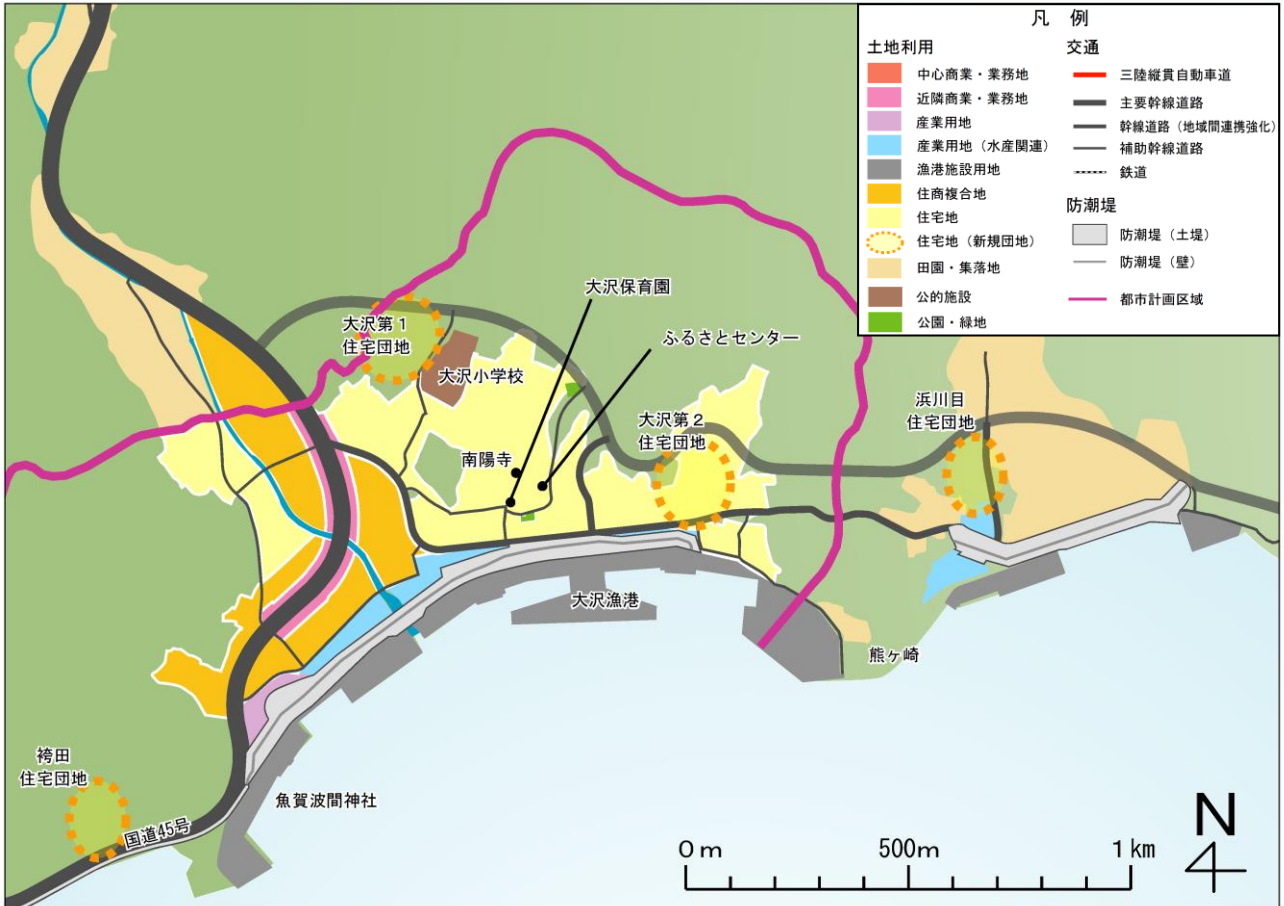 凡 例
土地利用
中心商業・業務地
近隣商業・業務地
産業用地
産業用地（水産関連）
漁港施設用地
住商複合地
住宅地
住宅地（新規団地）
田園・集落地
公的施設
公園・緑地
交通
三陸縦貫自動車道
主要幹線道路
幹線道路（地域間連携強化）
補助幹線道路
鉄道
防潮堤
防潮堤（土堤）
防潮堤（壁）
都市計画区域
大沢保育園
大沢第１
住宅団地
ふるさとセンター
大沢小学校
浜川目
住宅団地
大沢第２
住宅団地
南陽寺
大沢漁港
熊ヶ崎
袴田
住宅団地
魚賀波間神社
国道45号
０ｍ
500ｍ
1 km
N